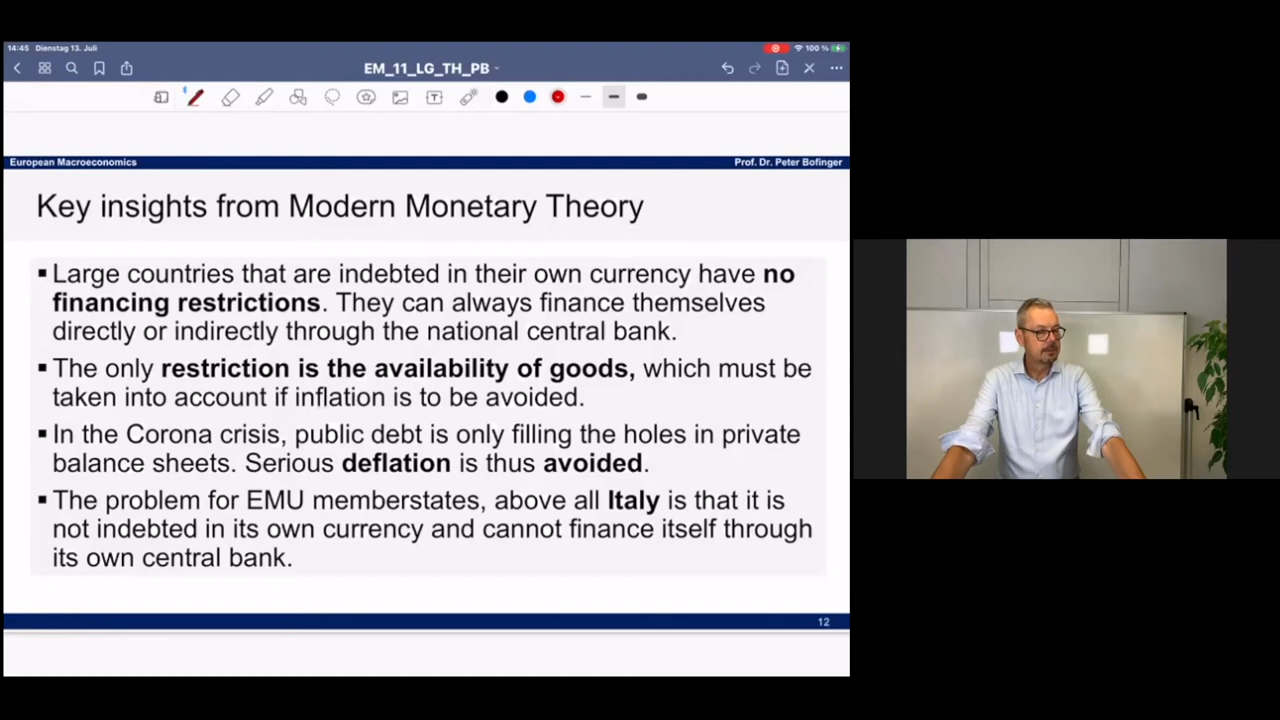 14:45 Dienstag 13. Juli
100 %
EM_11_LG_TH_PB
T
European Macroeconomics
Prof. Dr. Peter Bofinger
Key insights from Modern Monetary Theory
▪ Large countries that are indebted in their own currency have no
financing restrictions. They can always finance themselves
directly or indirectly through the national central bank.
▪ The only restriction is the availability of goods, which must be
taken into account if inflation is to be avoided.
▪ In the Corona crisis, public debt is only filling the holes in private
balance sheets. Serious deflation is thus avoided.
▪ The problem for EMU memberstates, above all Italy is that it is
not indebted in its own currency and cannot finance itself through
its own central bank.
12